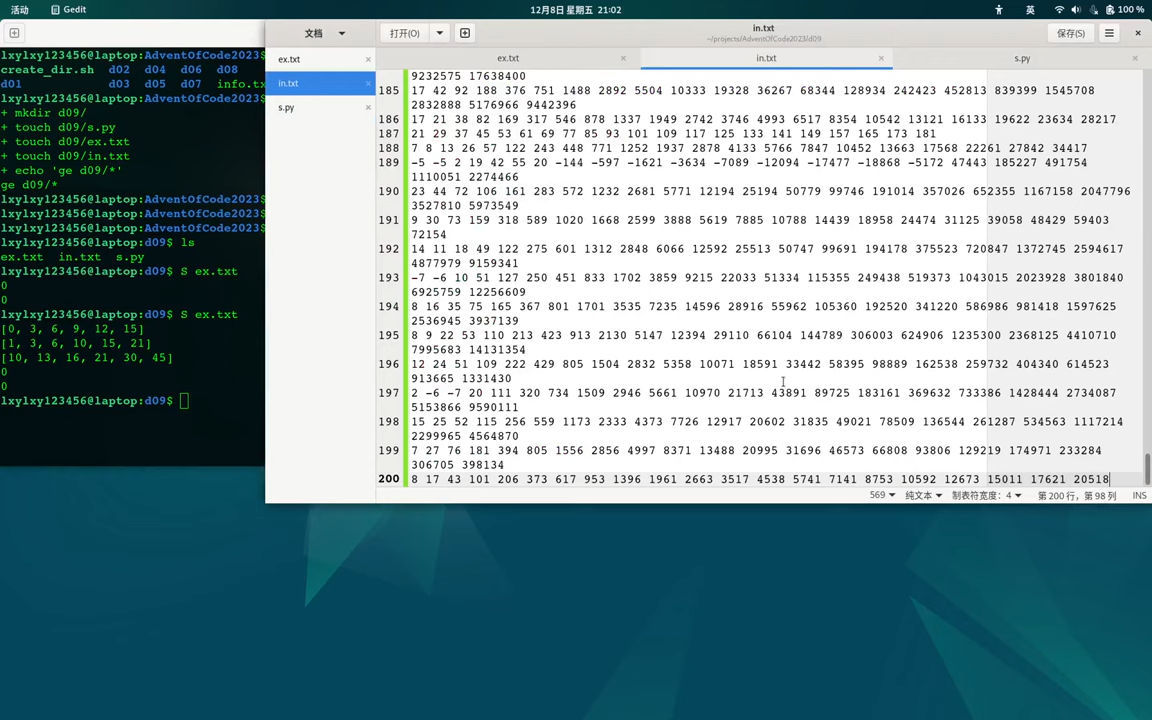 活动 Gedit 12月8日 星期五 21:02 英 100 %
lxylxy123456@laptop:AdventOfCode2023$
create_dir.sh d02 d04 d06 d08
d01 d03 d05 d07 info.tx
lxylxy123456@laptop:AdventOfCode2023$
+ mkdir d09/
+ touch d09/s.py
+ touch d09/ex.txt
+ touch d09/in.txt
+ echo 'ge d09/*'
ge d09/*
lxylxy123456@laptop:AdventOfCode2023$
lxylxy123456@laptop:AdventOfCode2023$
lxylxy123456@laptop:AdventOfCode2023$
lxylxy123456@laptop:d09$ ls
ex.txt in.txt s.py
lxylxy123456@laptop:d09$ S ex.txt
0
0
lxylxy123456@laptop:d09$ S ex.txt
[0, 3, 6, 9, 12, 15]
[1, 3, 6, 10, 15, 21]
[10, 13, 16, 21, 30, 45]
0
0
lxylxy123456@laptop:d09$
文档 打开(O) in.txt 保存(S)
~/projects/AdventOfCode2023/d09
ex.txt
in.txt
s.py
ex.txt in.txt s.py
9232575 17638400
185 17 42 92 188 376 751 1488 2892 5504 10333 19328 36267 68344 128934 242423 452813 839399 1545708
2832888 5176966 9442396
186 17 21 38 82 169 317 546 878 1337 1949 2742 3746 4993 6517 8354 10542 13121 16133 19622 23634 28217
187 21 29 37 45 53 61 69 77 85 93 101 109 117 125 133 141 149 157 165 173 181
188 7 8 13 26 57 122 243 448 771 1252 1937 2878 4133 5766 7847 10452 13663 17568 22261 27842 34417
189 -5 -5 2 19 42 55 20 -144 -597 -1621 -3634 -7089 -12094 -17477 -18868 -5172 47443 185227 491754
1110051 2274466
190 23 44 72 106 161 283 572 1232 2681 5771 12194 25194 50779 99746 191014 357026 652355 1167158 2047796
3527810 5973549
191 9 30 73 159 318 589 1020 1668 2599 3888 5619 7885 10788 14439 18958 24474 31125 39058 48429 59403
72154
192 14 11 18 49 122 275 601 1312 2848 6066 12592 25513 50747 99691 194178 375523 720847 1372745 2594617
4877979 9159341
193 -7 -6 10 51 127 250 451 833 1702 3859 9215 22033 51334 115355 249438 519373 1043015 2023928 3801840
6925759 12256609
194 8 16 35 75 165 367 801 1701 3535 7235 14596 28916 55962 105360 192520 341220 586986 981418 1597625
2536945 3937139
195 8 9 22 53 110 213 423 913 2130 5147 12394 29110 66104 144789 306003 624906 1235300 2368125 4410710
7995683 14131354
196 12 24 51 109 222 429 805 1504 2832 5358 10071 18591 33442 58395 98889 162538 259732 404340 614523
913665 1331430
197 2 -6 -7 20 111 320 734 1509 2946 5661 10970 21713 43891 89725 183161 369632 733386 1428444 2734087
5153866 9590111
198 15 25 52 115 256 559 1173 2333 4373 7726 12917 20602 31835 49021 78509 136544 261287 534563 1117214
2299965 4564870
199 7 27 76 181 394 805 1556 2856 4997 8371 13488 20995 31696 46573 66808 93806 129219 174971 233284
306705 398134
200 8 17 43 101 206 373 617 953 1396 1961 2663 3517 4538 5741 7141 8753 10592 12673 15011 17621 20518
569 纯文本 制表符宽度：4 第 200 行，第 98 列 INS